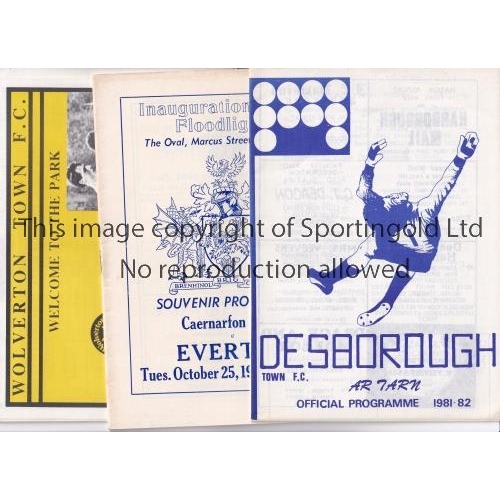 WOLVERTON TOWN F.C.
WELCOME TO THE PARK
Inauguration
Floodlig
The Oval, Marcus Street
SOUVENIR PRO
Caernarfon
v
EVERT
Tues. October 25, 19
DESBOROUGH
TOWN F.C.
AR TARN
OFFICIAL PROGRAMME 1981-82
This image copyright of Sportingold Ltd
No reproduction allowed